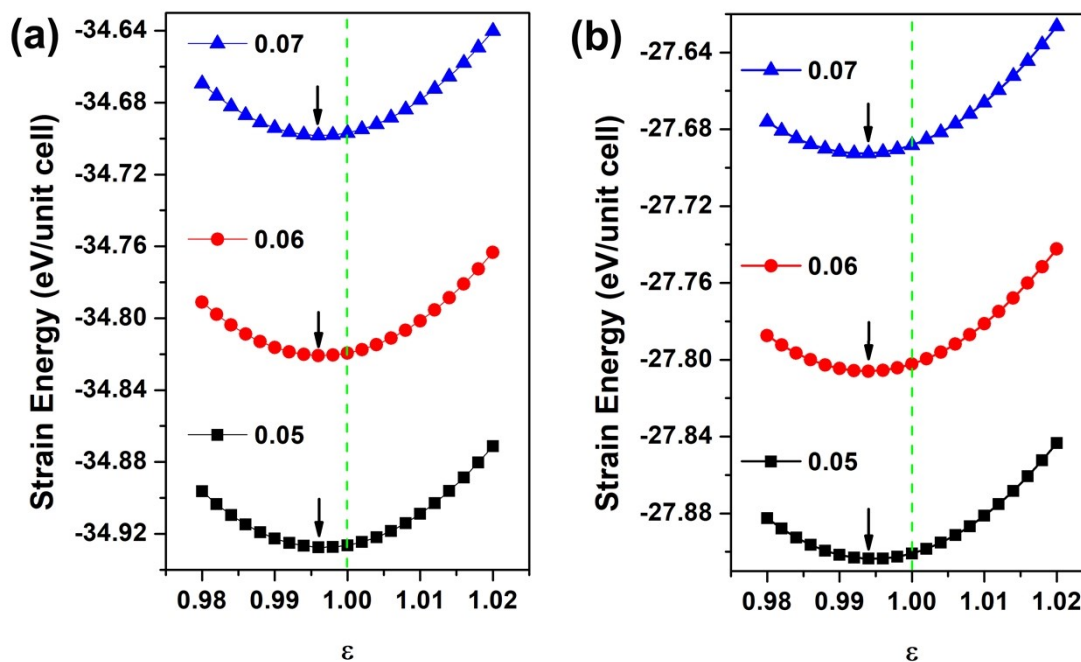 (a)
Strain Energy (eV/unit cell)
-34.64
-34.68
-34.72
-34.76
-34.80
-34.84
-34.88
-34.92
0.07
0.06
0.05
0.98 0.99 1.00 1.01 1.02
ε
(b)
Strain Energy (eV/unit cell)
-27.64
-27.68
-27.72
-27.76
-27.80
-27.84
-27.88
0.07
0.06
0.05
0.98 0.99 1.00 1.01 1.02
ε